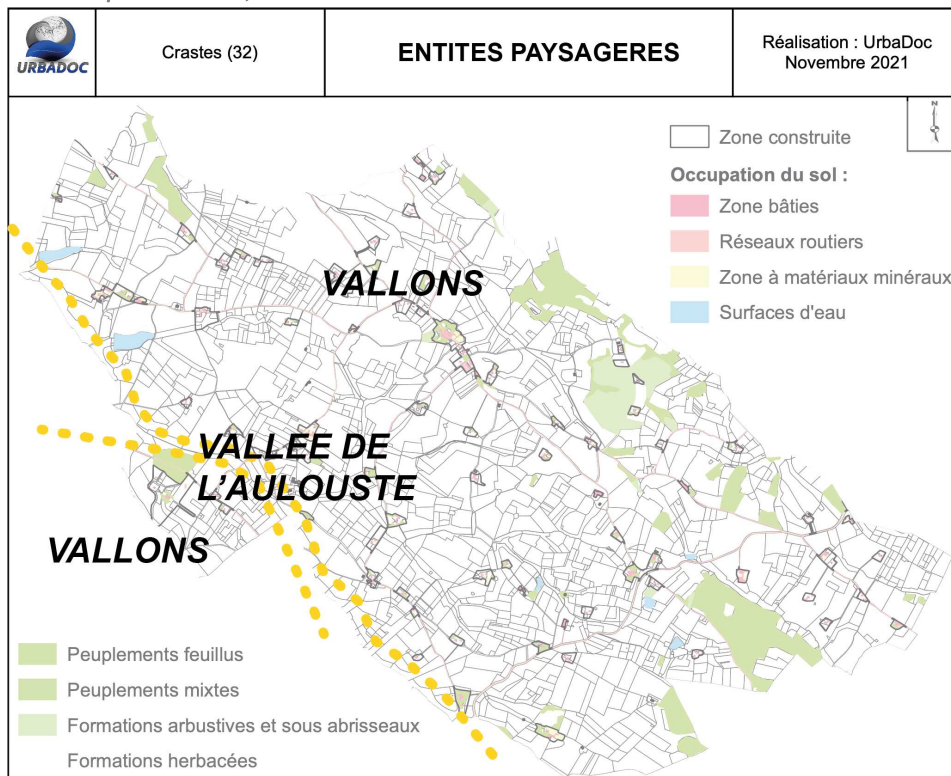 URBADOC
Crastes (32)
ENTITES PAYSAGERES
Réalisation : UrbaDoc
Novembre 2021
N
Zone construite
Occupation du sol :
Zone bâties
Réseaux routiers
Zone à matériaux minéraux
Surfaces d'eau
VALLONS
VALLEE DE
L'AULOUSTE
VALLONS
Peuplements feuillus
Peuplements mixtes
Formations arbustives et sous abrisseaux
Formations herbacées